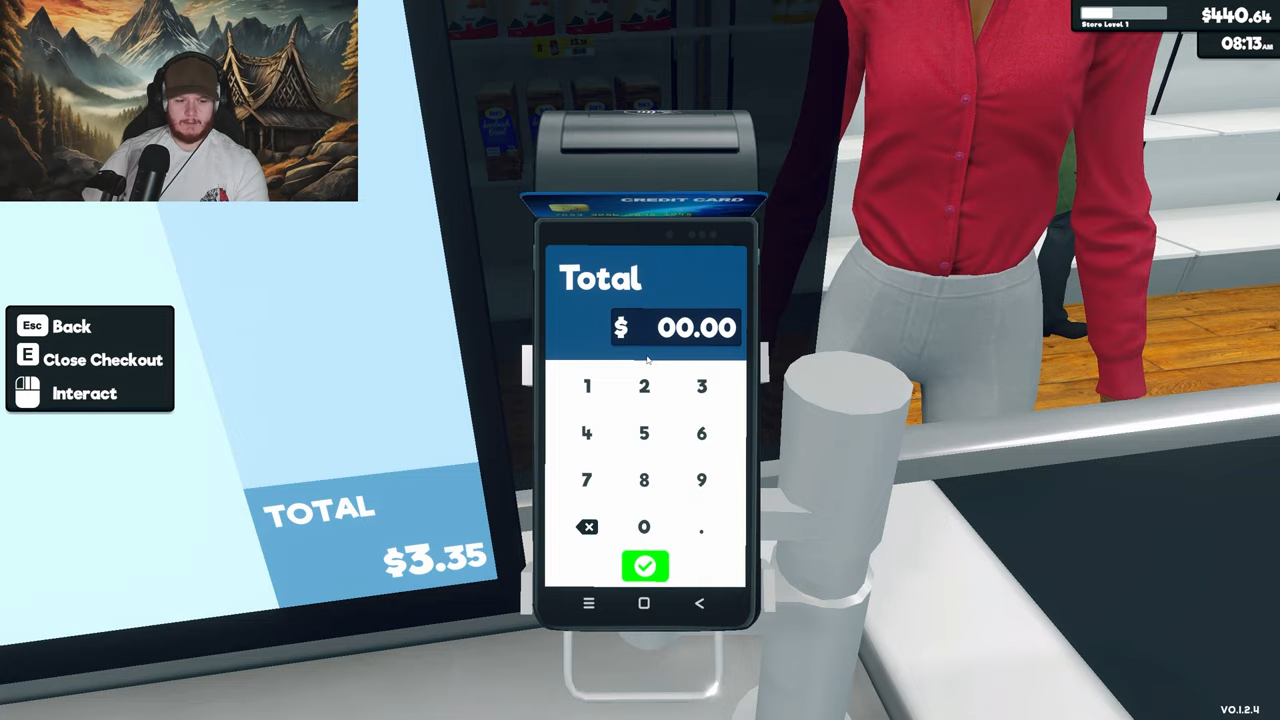 $440.64
Store Level 1
08:13AM
CREDIT CARD
Total
$ 00.00
Esc Back
E Close Checkout
Interact
1 2 3
4 5 6
7 8 9
0 .
TOTAL
$3.35
V0.1.2.4